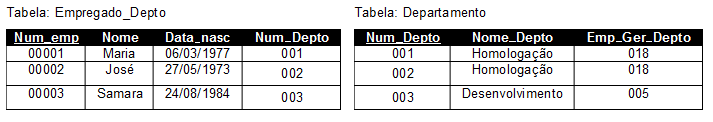 Tabela: Empregado_Depto
Num_emp Nome Data_nasc Num_Depto
00001 Maria 06/03/1977 001
00002 José 27/05/1973 002
00003 Samara 24/08/1984 003
Tabela: Departamento
Num_Depto Nome_Depto Emp_Ger_Depto
001 Homologação 018
002 Homologação 018
003 Desenvolvimento 005